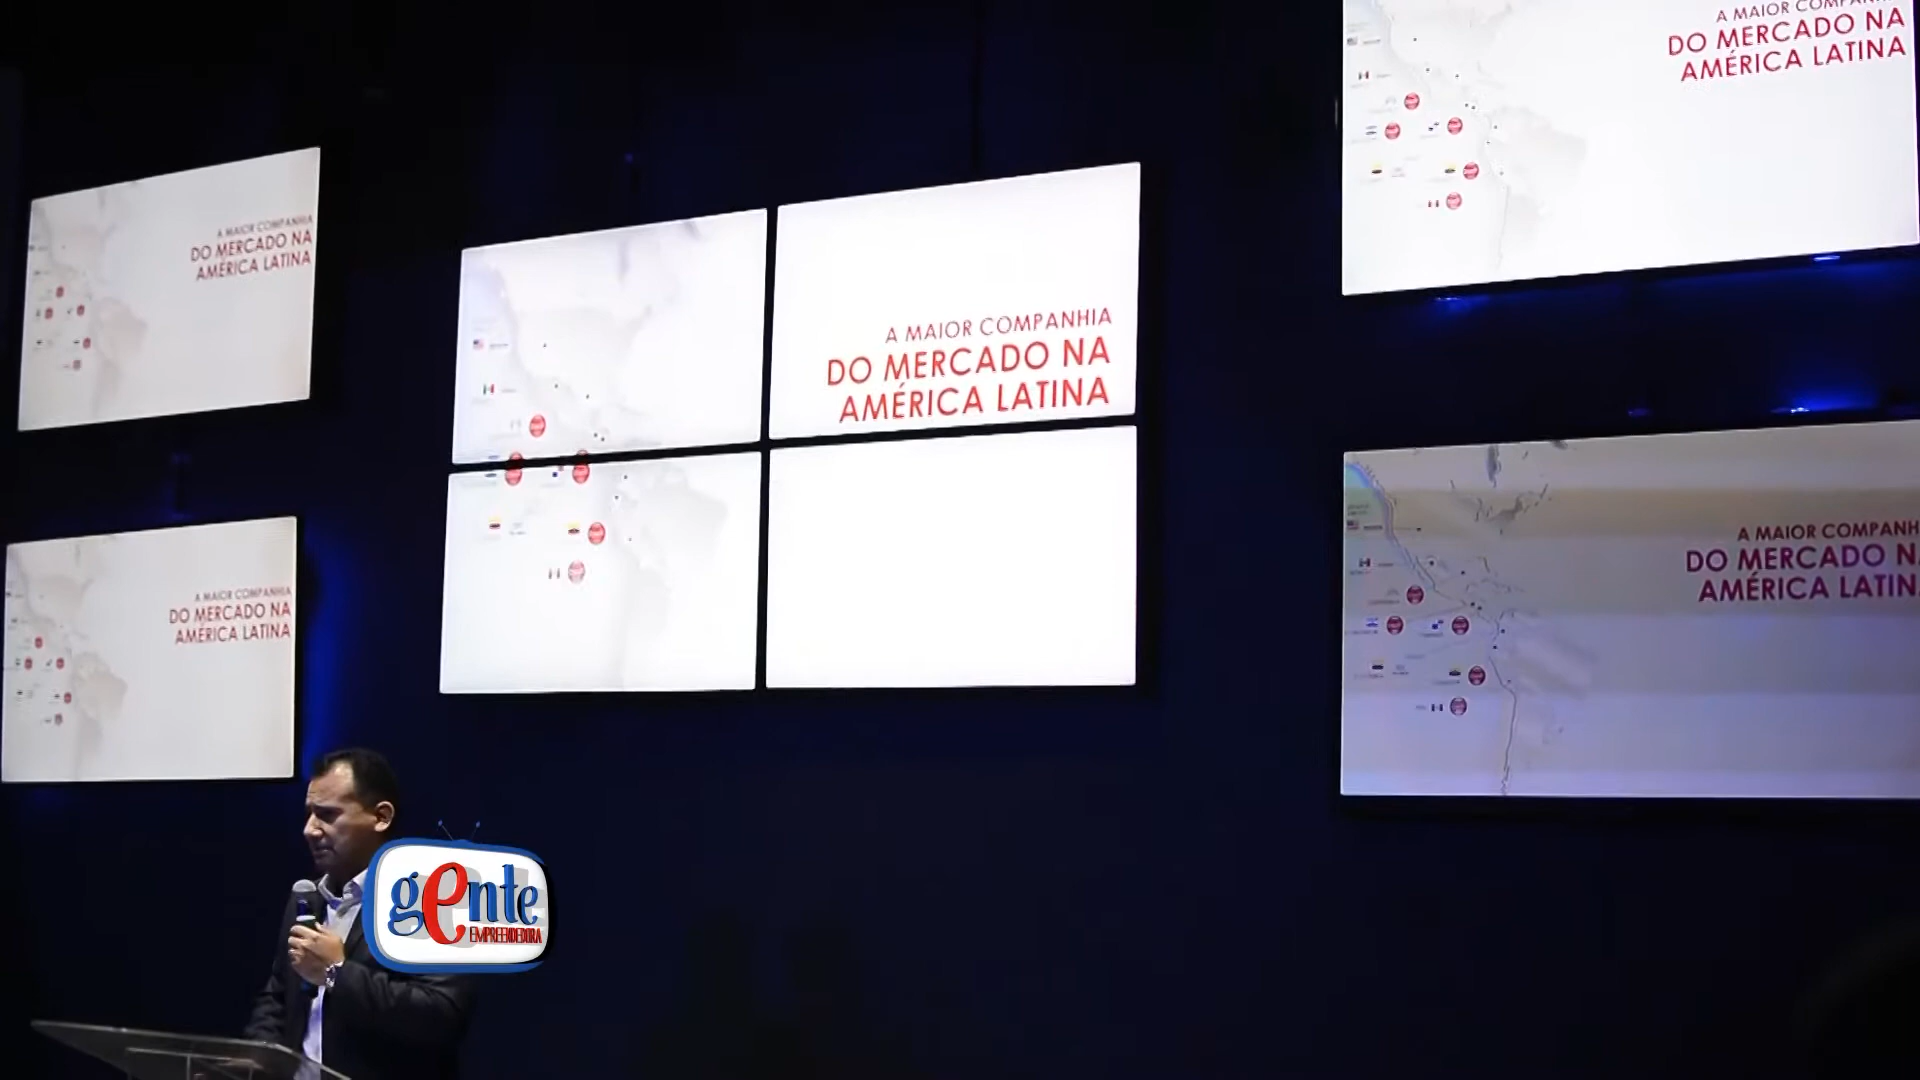 A MAIOR COMPANHIA
DO MERCADO NA
AMÉRICA LATINA
A MAIOR COMPANHIA
DO MERCADO NA
AMÉRICA LATINA
A MAIOR
DO MERCADO NA
AMÉRICA LATINA
A MAIOR COMPANHIA
DO MERCADO NA
AMÉRICA LATINA
A MAIOR COMPANH
DO MERCADO N
AMÉRICA LATIN
gente
EMPREENDEDORA